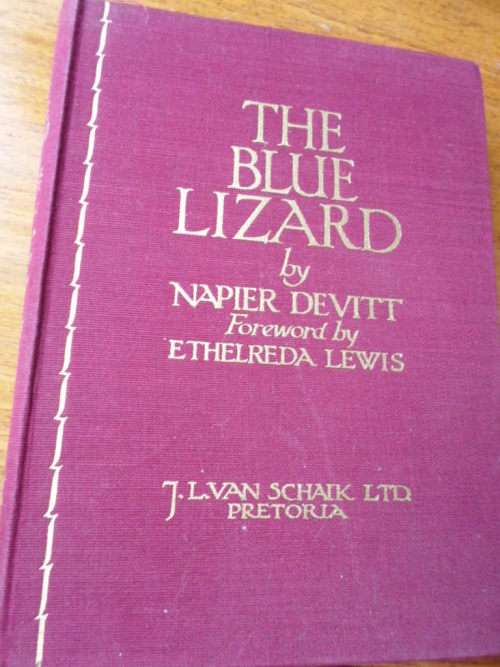 THE
BLUE
LIZARD
by
NAPIER DEVITT
Foreword by
ETHELREDA LEWIS
J. L. VAN SCHAIK LTD
PRETORIA